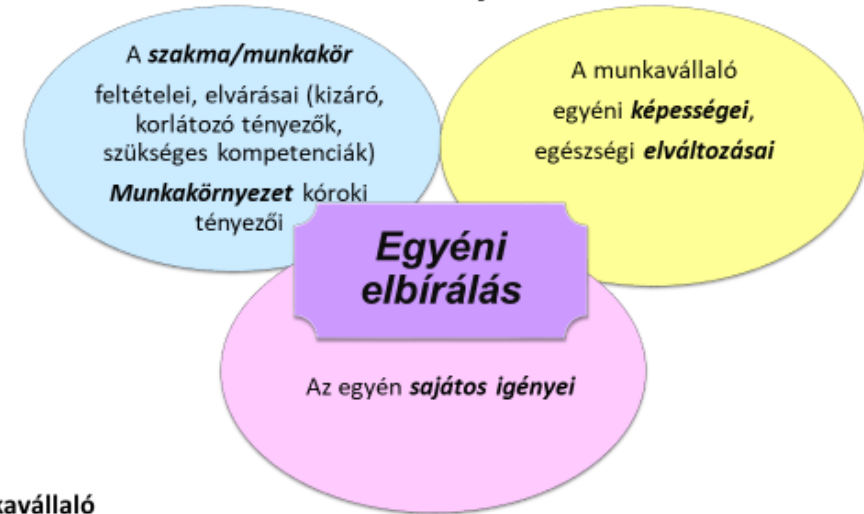 A szakma/munkakör
feltételei, elvárásai (kizáró,
korlátozó tényezők,
szükséges kompetenciák)
Munkakörnyezet kóroki
tényezői
A munkavállaló
egyéni képességei,
egészségi elváltozásai
Egyéni
elbírálás
Az egyén sajátos igényei
kavállaló